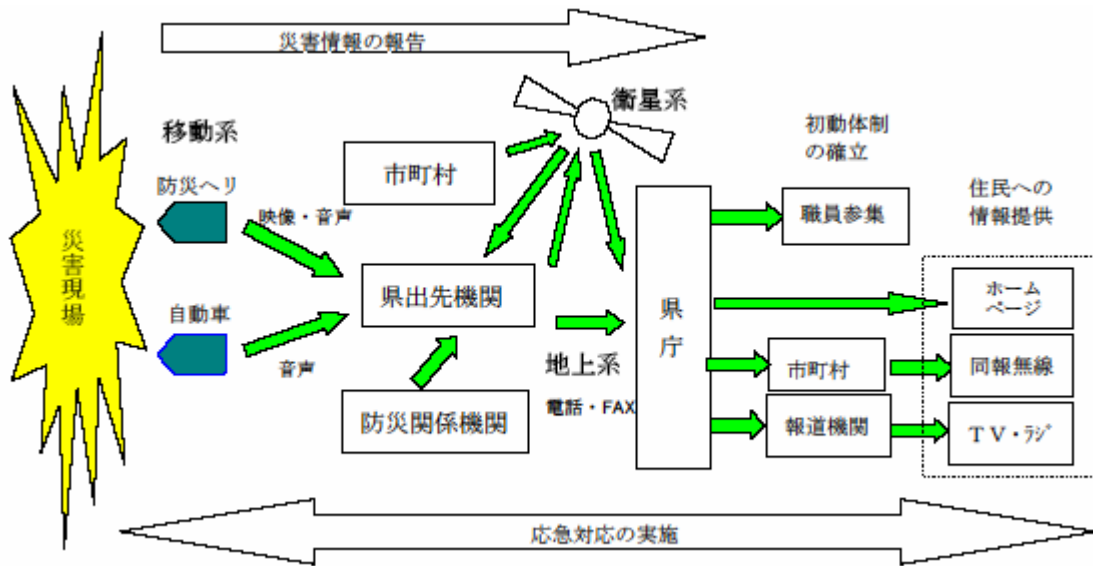 災害情報の報告
衛星系
移動系
初動体制
の確立
市町村
防災ヘリ
住民への
情報提供
職員参集
映像・音声
災害現場
県出先機関
ホーム
ページ
自動車
県庁
地上系
市町村
同報無線
音声
電話・FAX
防災関係機関
報道機関
ＴＶ・ﾗｼﾞ
応急対応の実施